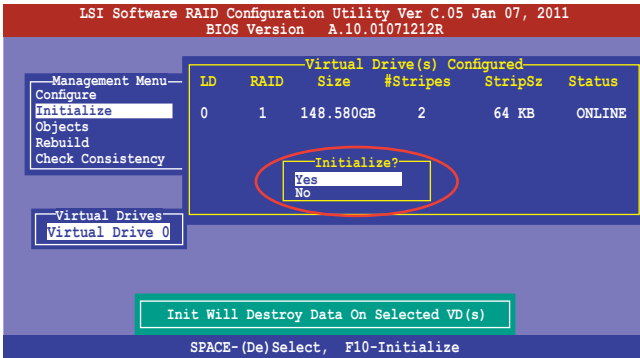 LSI Software RAID Configuration Utility Ver C.05 Jan 07, 2011
BIOS Version A.10.01071212R
Virtual Drive(s) Configured
LD RAID Size #Stripes StripSz Status
0 1 148.580GB 2 64 KB ONLINE
Management Menu
Configure
Initialize
Objects
Rebuild
Check Consistency
Initialize?
Yes
No
Virtual Drives
Virtual Drive 0
Init Will Destroy Data On Selected VD(s)
SPACE-(De)Select, F10-Initialize